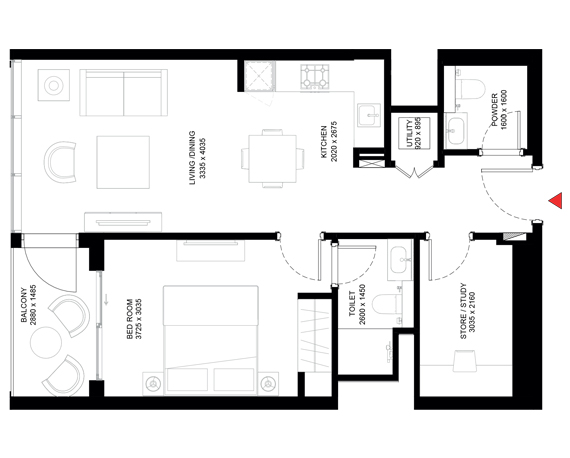 LIVING /DINING
3335 x 4035
KITCHEN
2020 x 2675
UTILITY
920 x 895
POWDER
1600 x 1600
BALCONY
2880 x 1485
BED ROOM
3725 x 3035
TOILET
2600 x 1450
STORE / STUDY
3035 x 2160